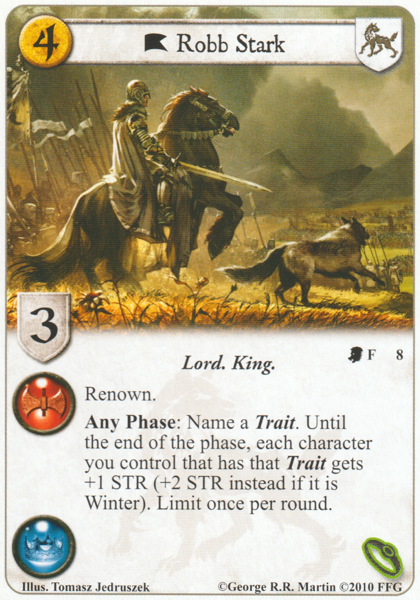 4
Robb Stark
3
Lord. King.
F 8
Renown.
Any Phase: Name a Trait. Until
the end of the phase, each character
you control that has that Trait gets
+1 STR (+2 STR instead if it is
Winter). Limit once per round.
Illus. Tomasz Jedruszek
©George R.R. Martin ©2010 FFG